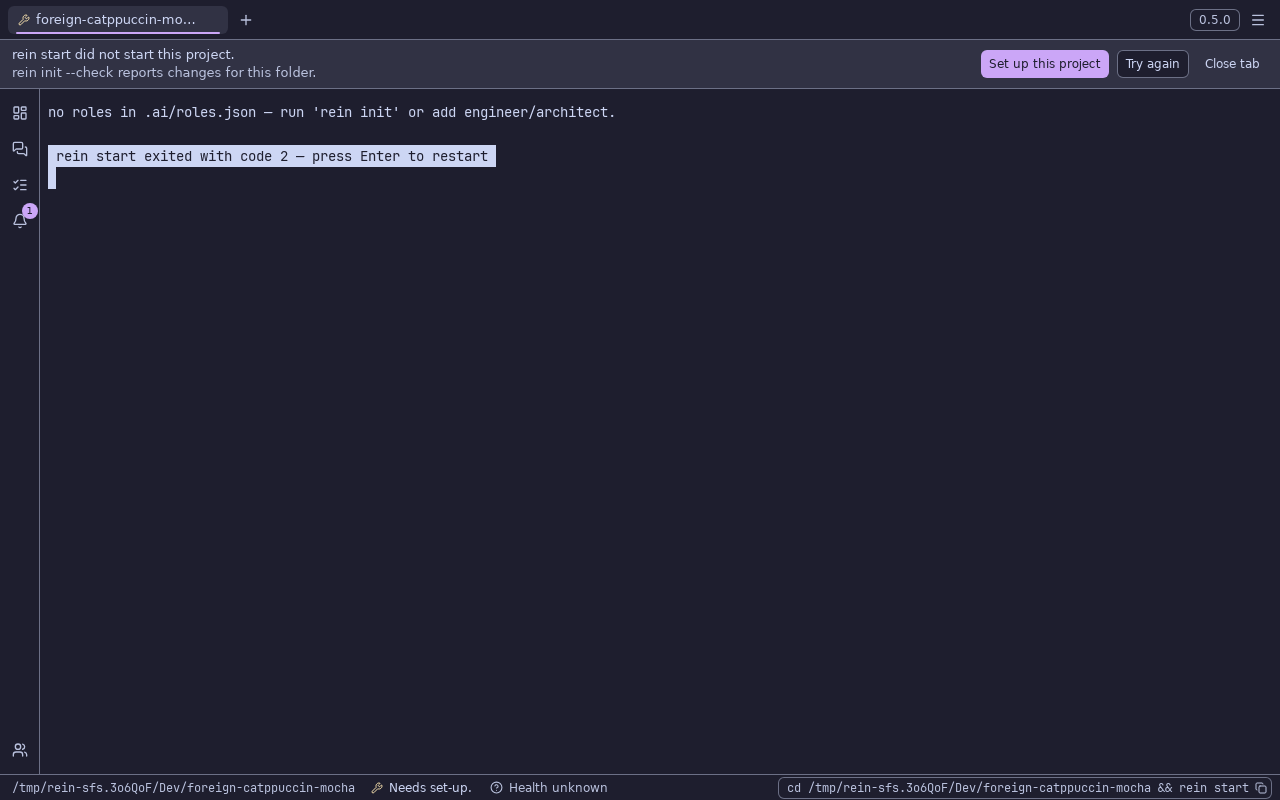 foreign-catppuccin-mo...
0.5.0
rein start did not start this project.
rein init --check reports changes for this folder.
Set up this project
Try again
Close tab
no roles in .ai/roles.json — run 'rein init' or add engineer/architect.
rein start exited with code 2 — press Enter to restart
1
/tmp/rein-sfs.3o6QoF/Dev/foreign-catppuccin-mocha
Needs set-up.
Health unknown
cd /tmp/rein-sfs.3o6QoF/Dev/foreign-catppuccin-mocha && rein start